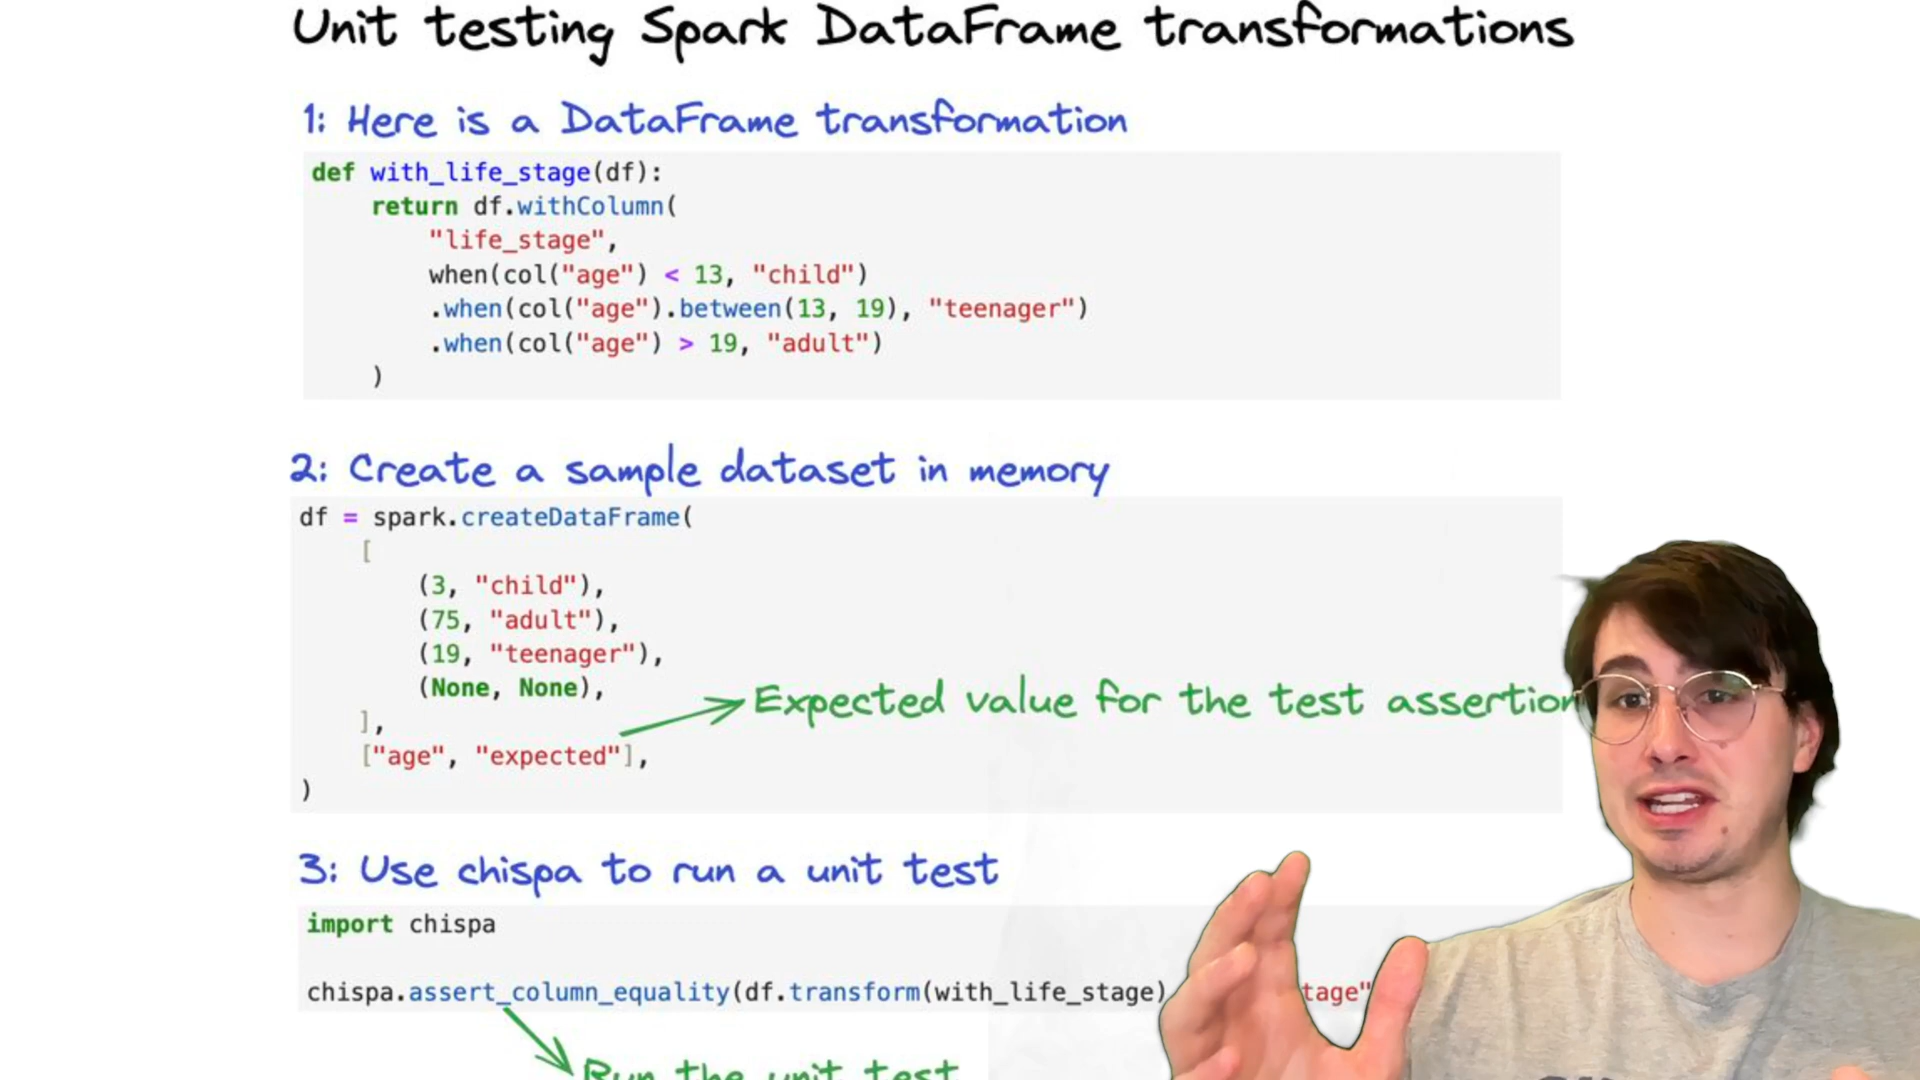 Unit testing Spark DataFrame transformations
1: Here is a DataFrame transformation
def with_life_stage(df):
    return df.withColumn(
        "life_stage",
        when(col("age") < 13, "child")
        .when(col("age").between(13, 19), "teenager")
        .when(col("age") > 19, "adult")
    )
2: Create a sample dataset in memory
df = spark.createDataFrame(
    [
        (3, "child"),
        (75, "adult"),
        (19, "teenager"),
        (None, None),
    ],
    ["age", "expected"],
)
Expected value for the test assertion
3: Use chispa to run a unit test
import chispa
chispa.assert_column_equality(df.transform(with_life_stage) tage"
Run the unit test